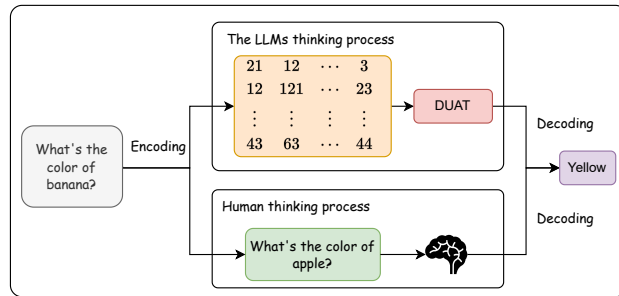 The LLMs thinking process
21 12 ⋯ 3
12 121 ⋯ 23
⋮ ⋮ ⋮ ⋮
43 63 ⋯ 44
DUAT
What's the
color of
banana?
Encoding
Decoding
Yellow
Decoding
Human thinking process
What's the color of
apple?